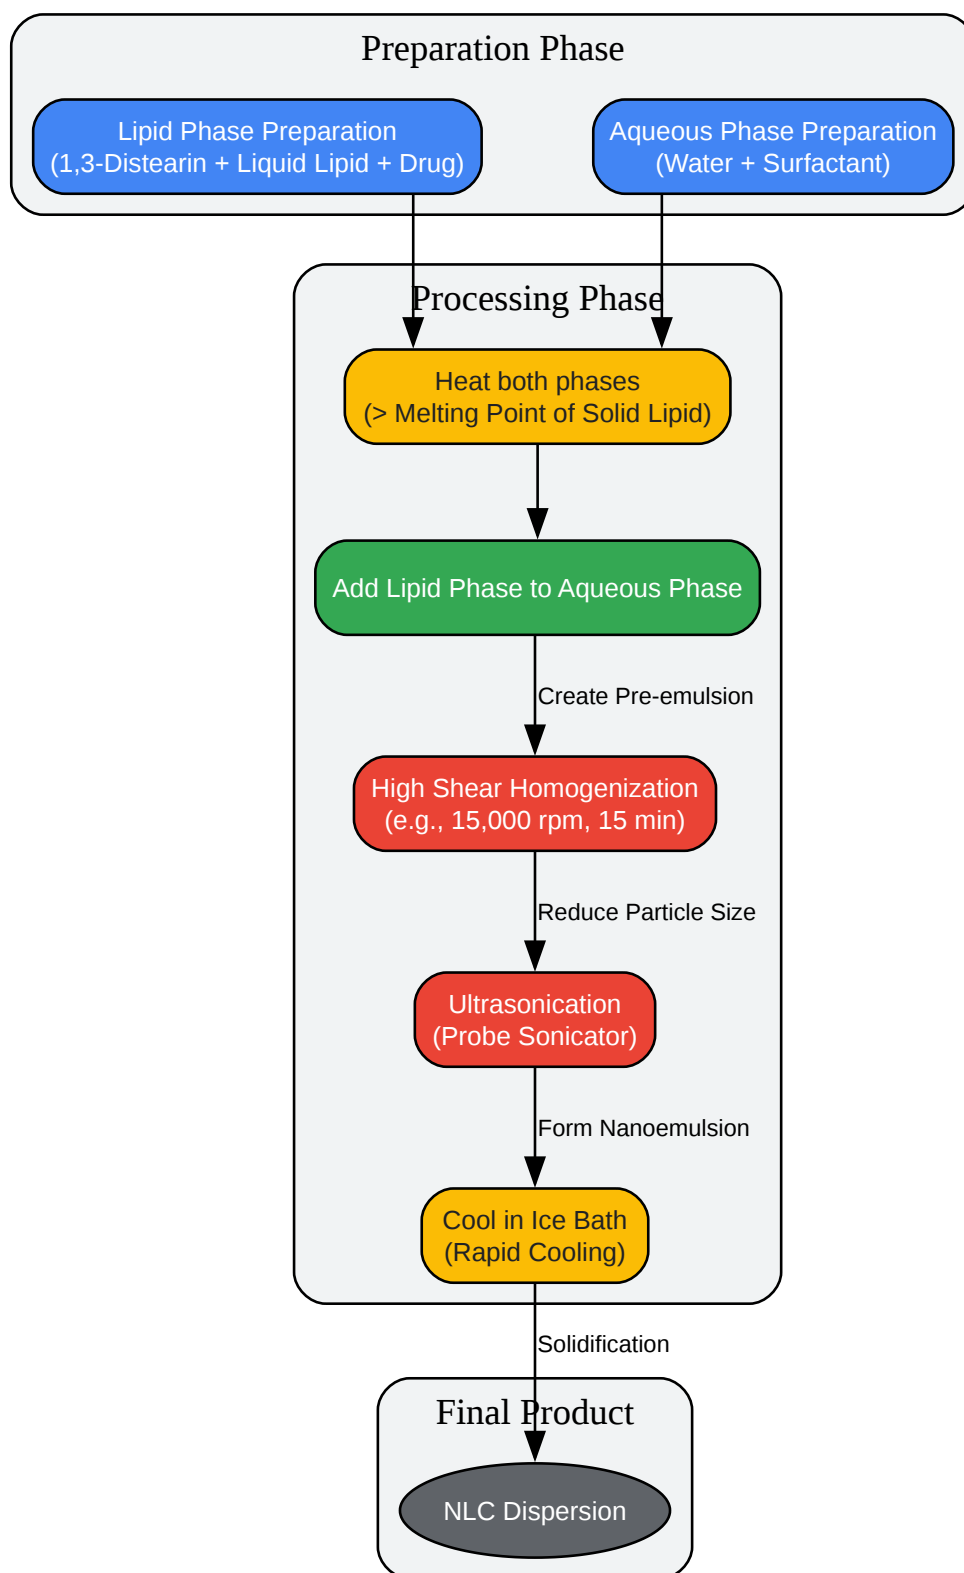 Preparation Phase
Lipid Phase Preparation
(1,3-Distearin + Liquid Lipid + Drug)
Aqueous Phase Preparation
(Water + Surfactant)
Processing Phase
Heat both phases
(> Melting Point of Solid Lipid)
Add Lipid Phase to Aqueous Phase
Create Pre-emulsion
High Shear Homogenization
(e.g., 15,000 rpm, 15 min)
Reduce Particle Size
Ultrasonication
(Probe Sonicator)
Form Nanoemulsion
Cool in Ice Bath
(Rapid Cooling)
Solidification
Final Product
NLC Dispersion